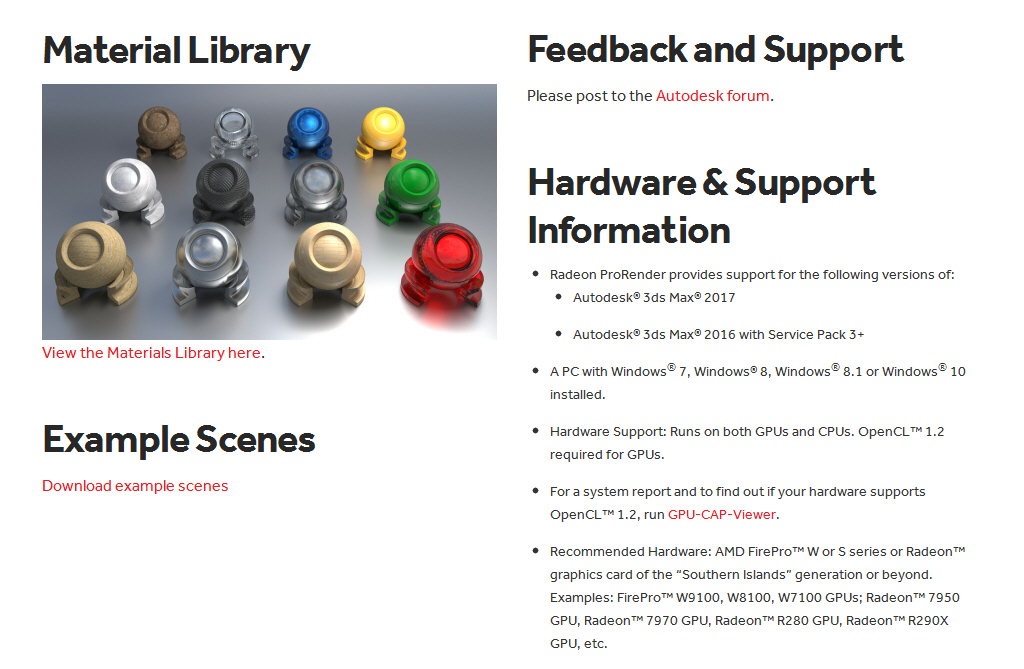 Material Library
View the Materials Library here.
Example Scenes
Download example scenes
Feedback and Support
Please post to the Autodesk forum.
Hardware & Support
Information
• Radeon ProRender provides support for the following versions of:
• Autodesk® 3ds Max® 2017
• Autodesk® 3ds Max® 2016 with Service Pack 3+
• A PC with Windows® 7, Windows® 8, Windows® 8.1 or Windows® 10
installed.
• Hardware Support: Runs on both GPUs and CPUs. OpenCL™ 1.2
required for GPUs.
• For a system report and to find out if your hardware supports
OpenCL™ 1.2, run GPU-CAP-Viewer.
• Recommended Hardware: AMD FirePro™ W or S series or Radeon™
graphics card of the “Southern Islands” generation or beyond.
Examples: FirePro™ W9100, W8100, W7100 GPUs; Radeon™ 7950
GPU, Radeon™ 7970 GPU, Radeon™ R280 GPU, Radeon™ R290X
GPU, etc.